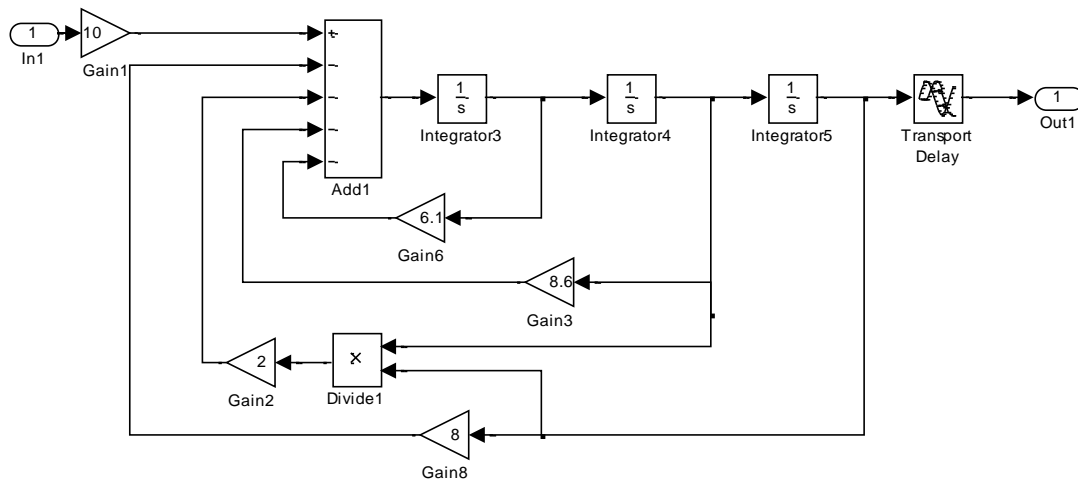 1
In1
10
Gain1
+
−
−
−
−
Add1
1
s
Integrator3
1
s
Integrator4
1
s
Integrator5
Transport
Delay
1
Out1
6.1
Gain6
8.6
Gain3
×
Divide1
2
Gain2
8
Gain8